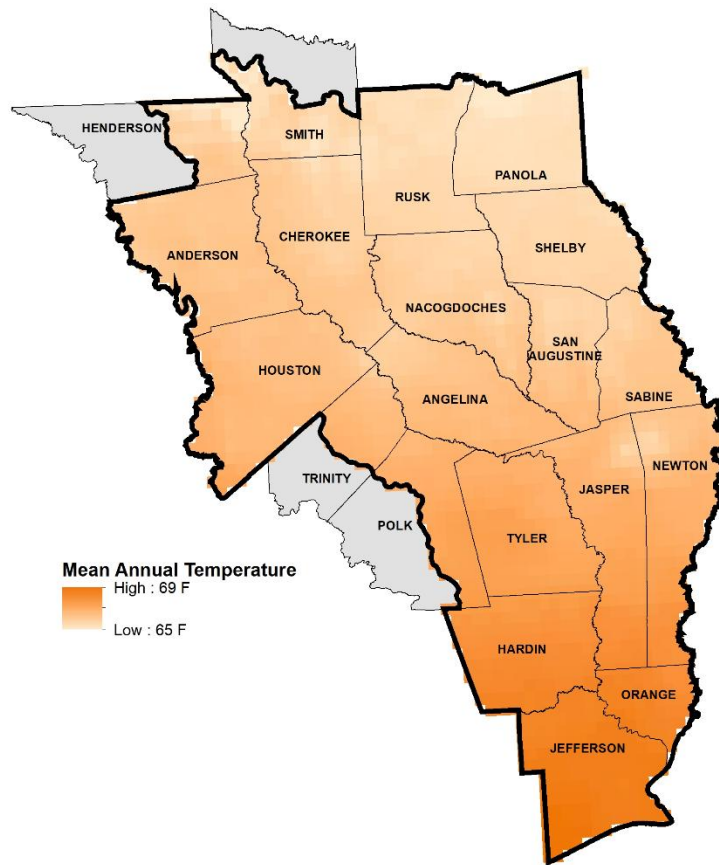 HENDERSON
SMITH
PANOLA
RUSK
CHEROKEE
SHELBY
ANDERSON
NACOGDOCHES
SAN
AUGUSTINE
HOUSTON
SABINE
ANGELINA
NEWTON
TRINITY
JASPER
POLK
TYLER
Mean Annual Temperature
High : 69 F
Low : 65 F
HARDIN
ORANGE
JEFFERSON